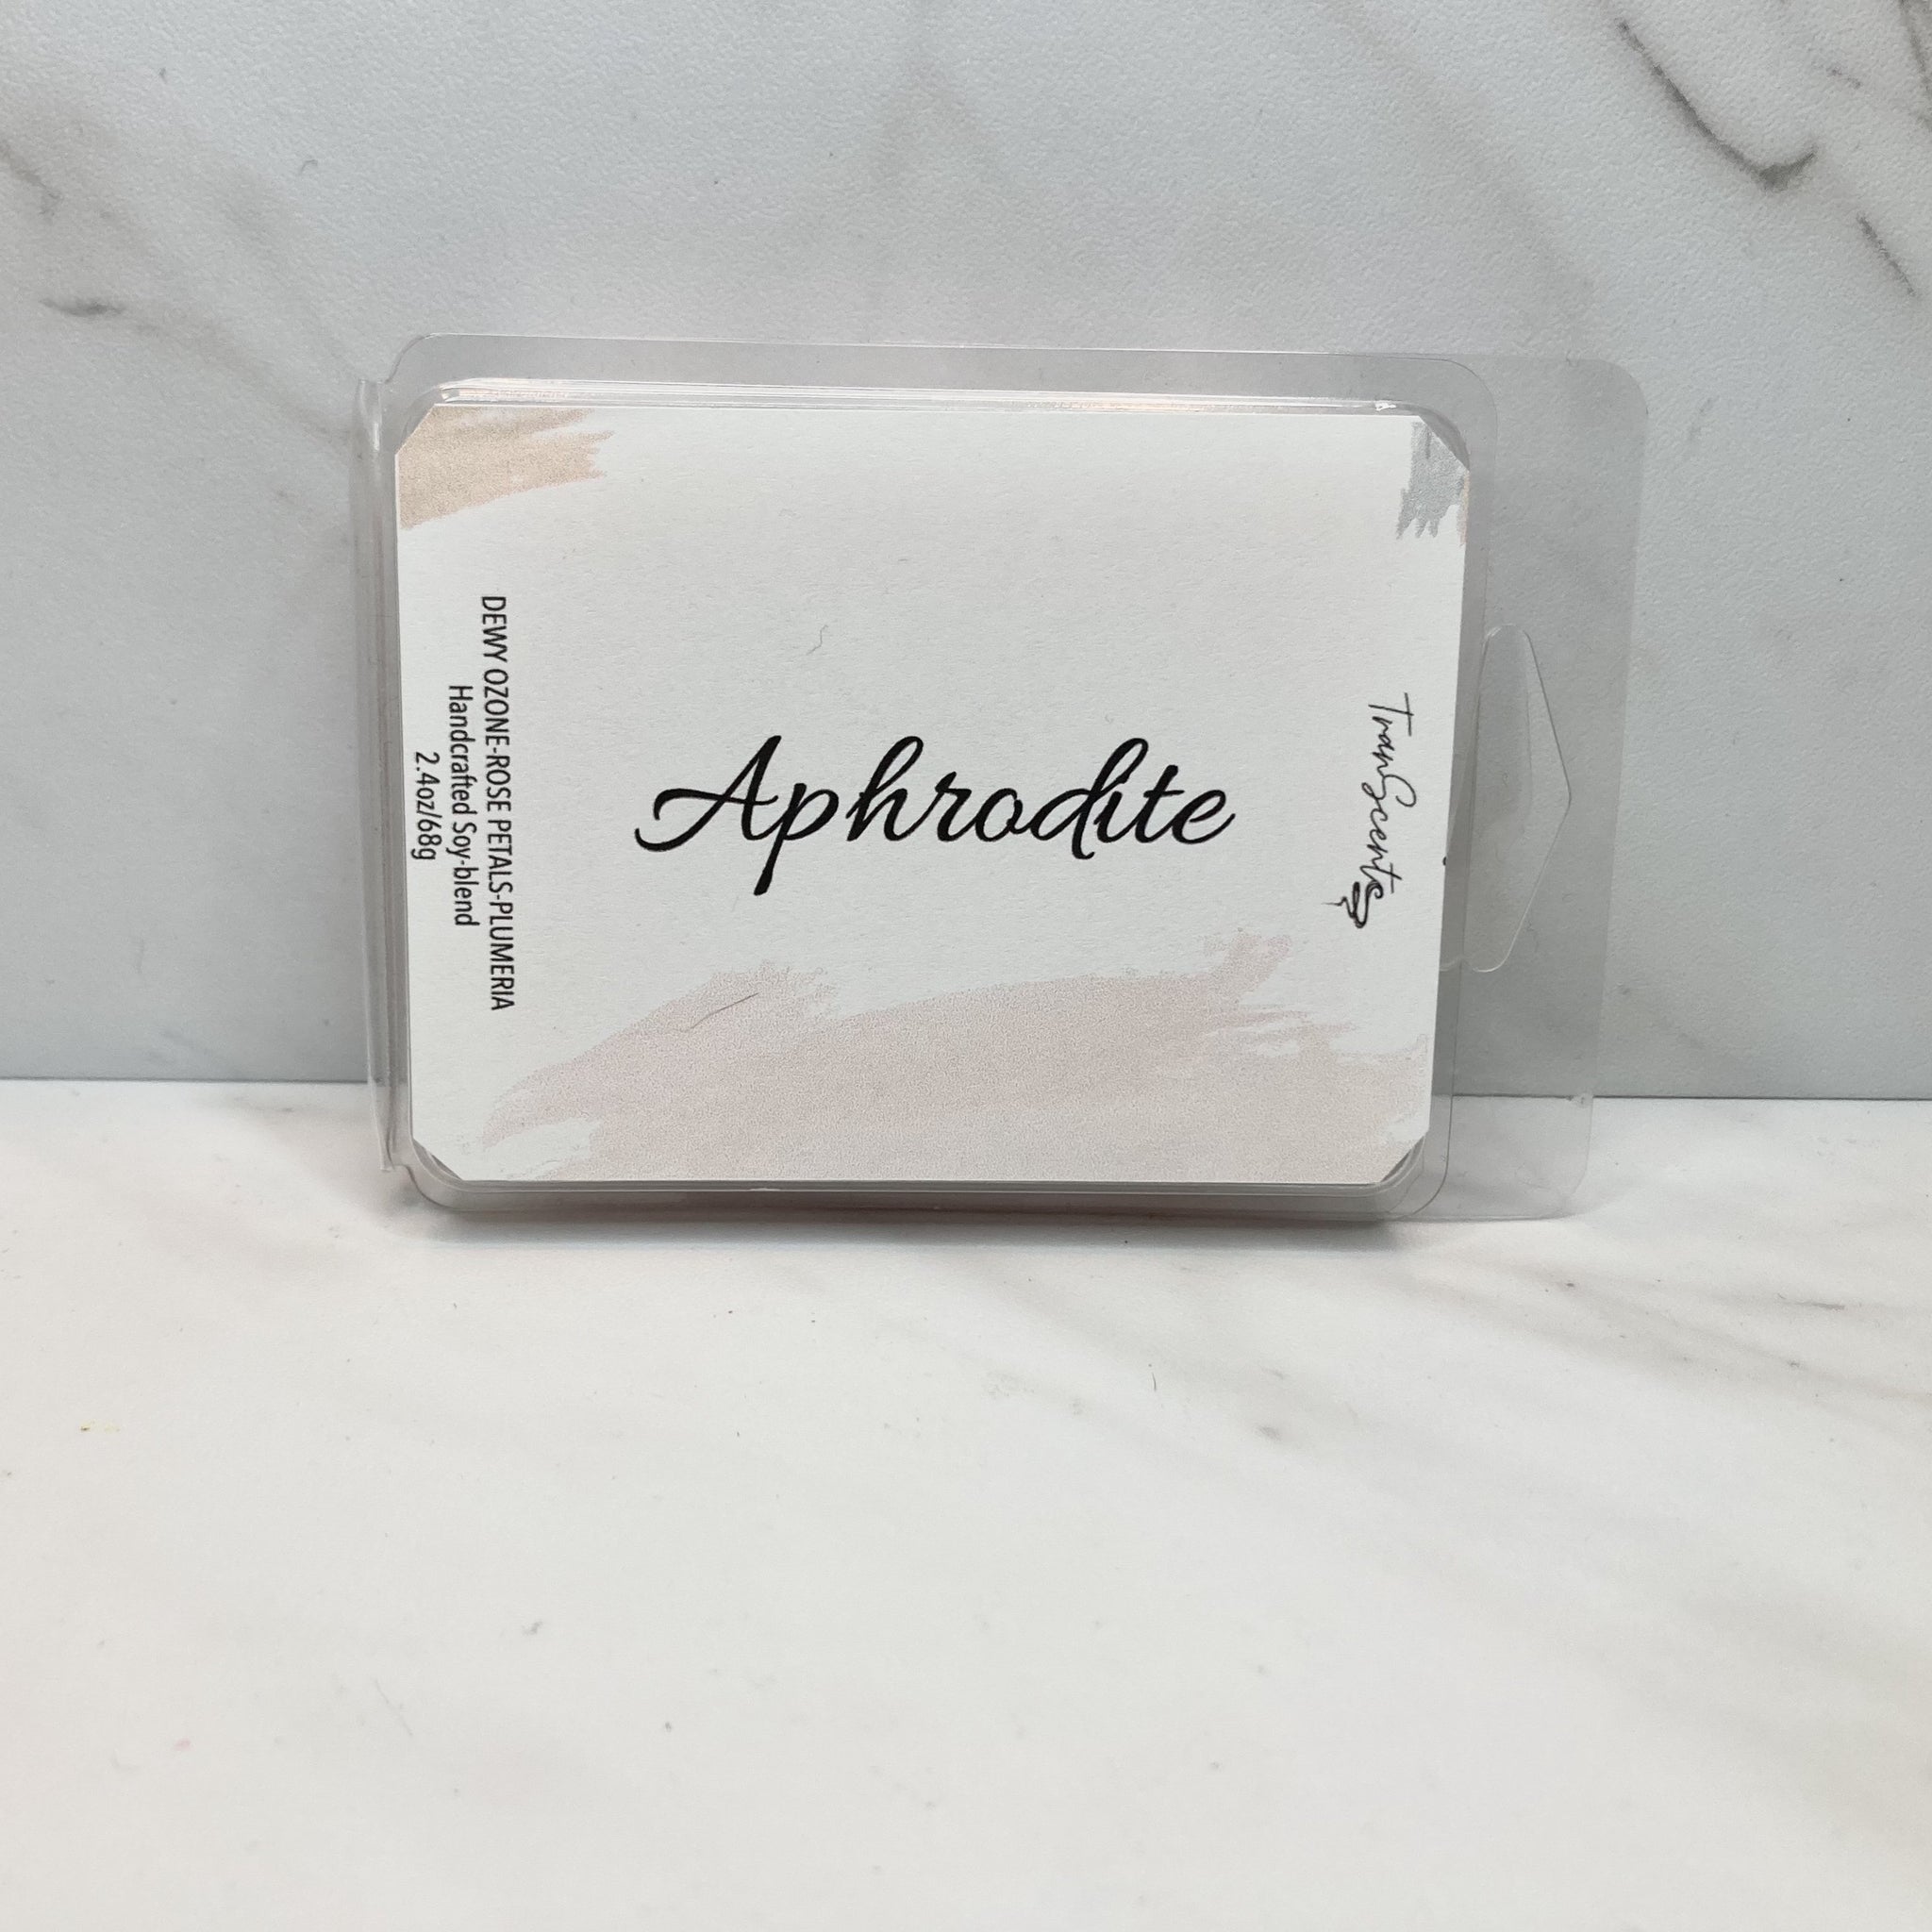 Aphrodite
TranScents
DEWY OZONE-ROSE PETALS-PLUMERIA
Handcrafted Soy-blend
2.4oz/68g